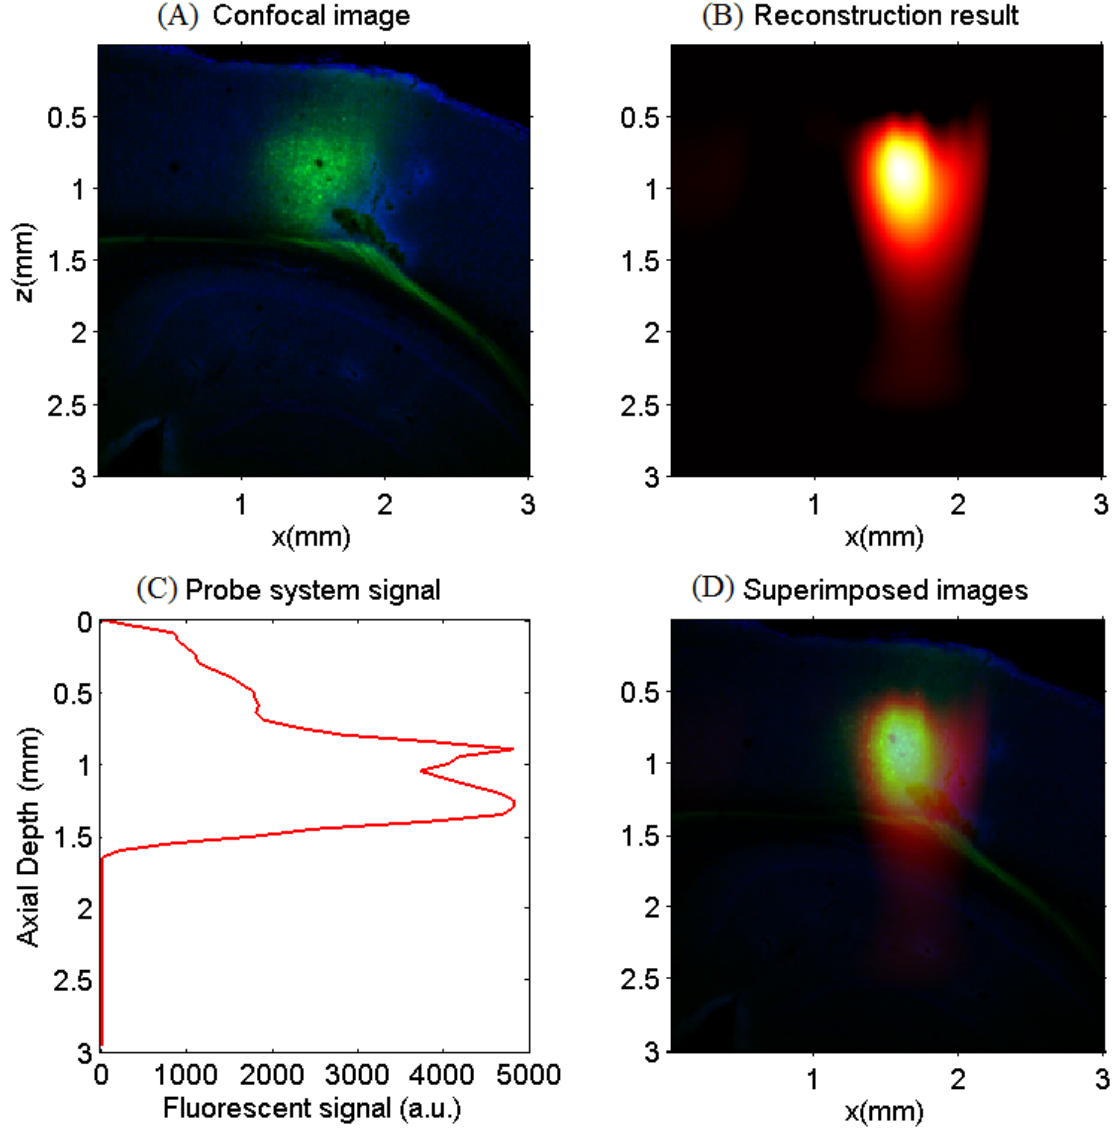 (A) Confocal image
0.5
1
1.5
2
2.5
3
z(mm)
1 2 3
x(mm)
(B) Reconstruction result
0.5
1
1.5
2
2.5
3
1 2 3
x(mm)
(C) Probe system signal
0
0.5
1
1.5
2
2.5
3
Axial Depth (mm)
0 1000 2000 3000 4000 5000
Fluorescent signal (a.u.)
(D) Superimposed images
0.5
1
1.5
2
2.5
3
1 2 3
x(mm)